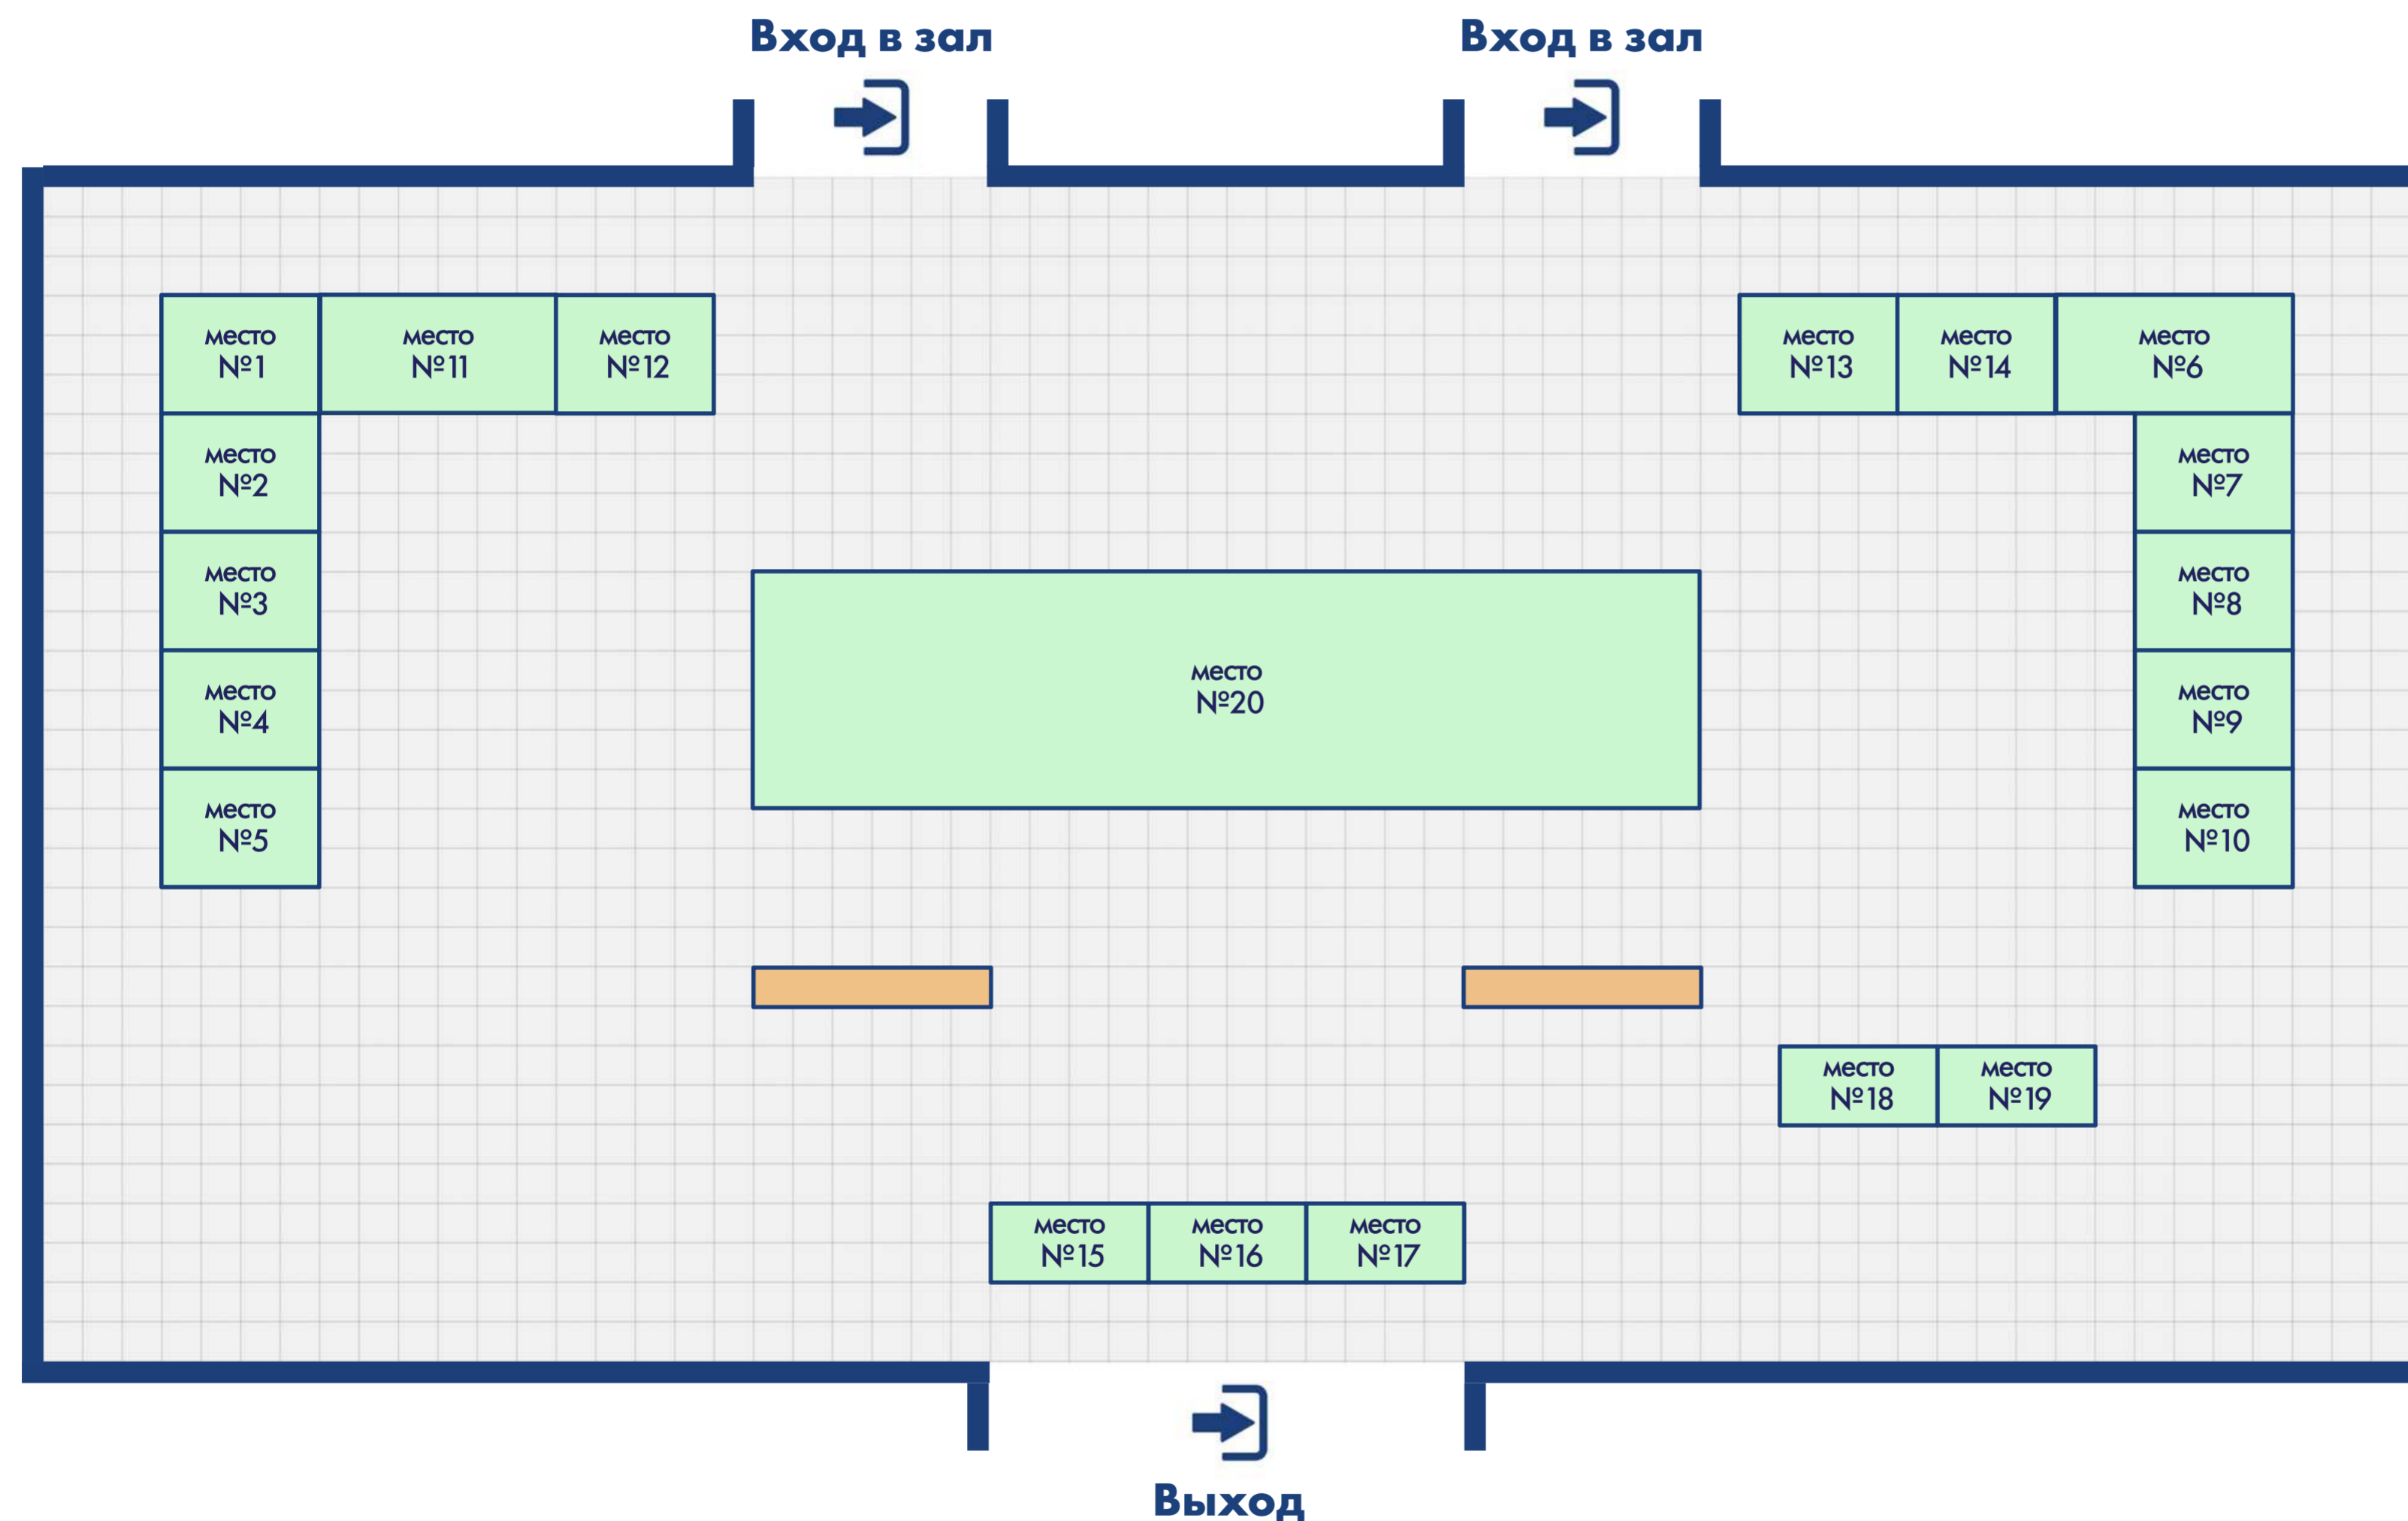 Вход в зал
Вход в зал
место
№1
место
№11
место
№12
место
№13
место
№14
место
№6
место
№2
место
№7
место
№3
место
№8
место
№20
место
№4
место
№9
место
№5
место
№10
место
№18
место
№19
место
№15
место
№16
место
№17
Выход